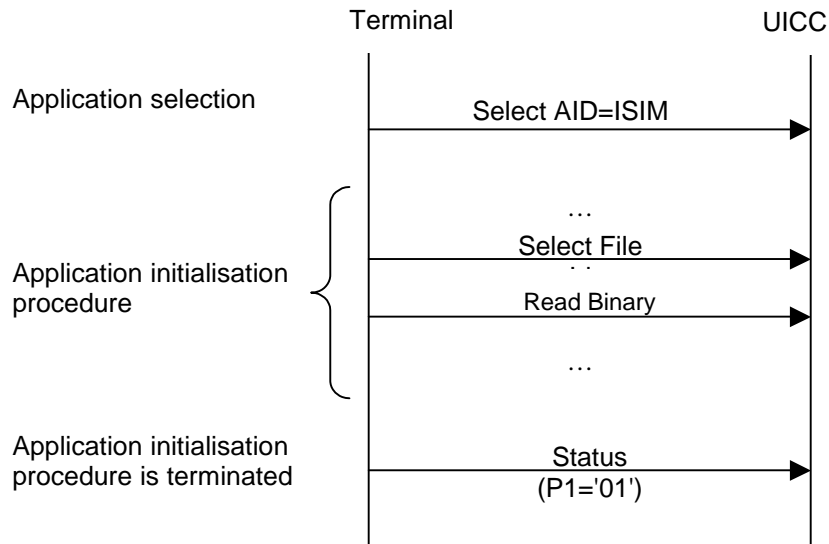 Terminal UICC
Application selection
Select AID=ISIM
...
Select File
. .
Application initialisation
procedure
Read Binary
...
Application initialisation
procedure is terminated
Status
(P1='01')